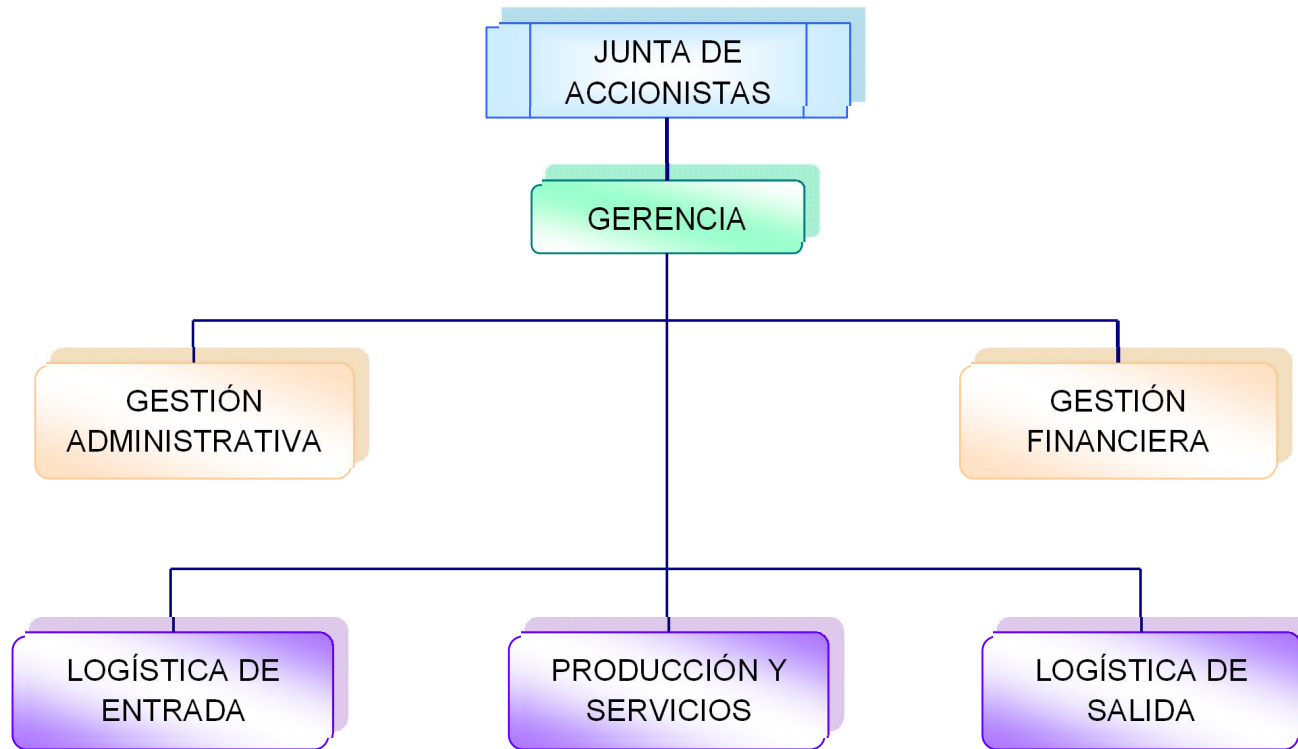 JUNTA DE
ACCIONISTAS
GERENCIA
GESTIÓN
ADMINISTRATIVA
GESTIÓN
FINANCIERA
LOGÍSTICA DE
ENTRADA
PRODUCCIÓN Y
SERVICIOS
LOGÍSTICA DE
SALIDA